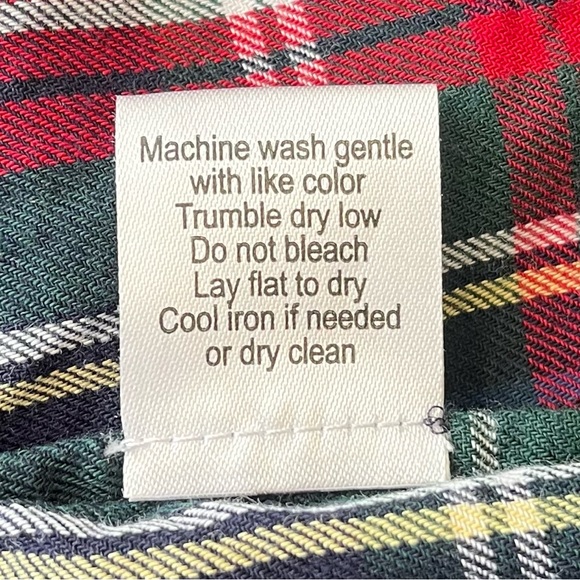 Machine wash gentle
with like color
Trumble dry low
Do not bleach
Lay flat to dry
Cool iron if needed
or dry clean